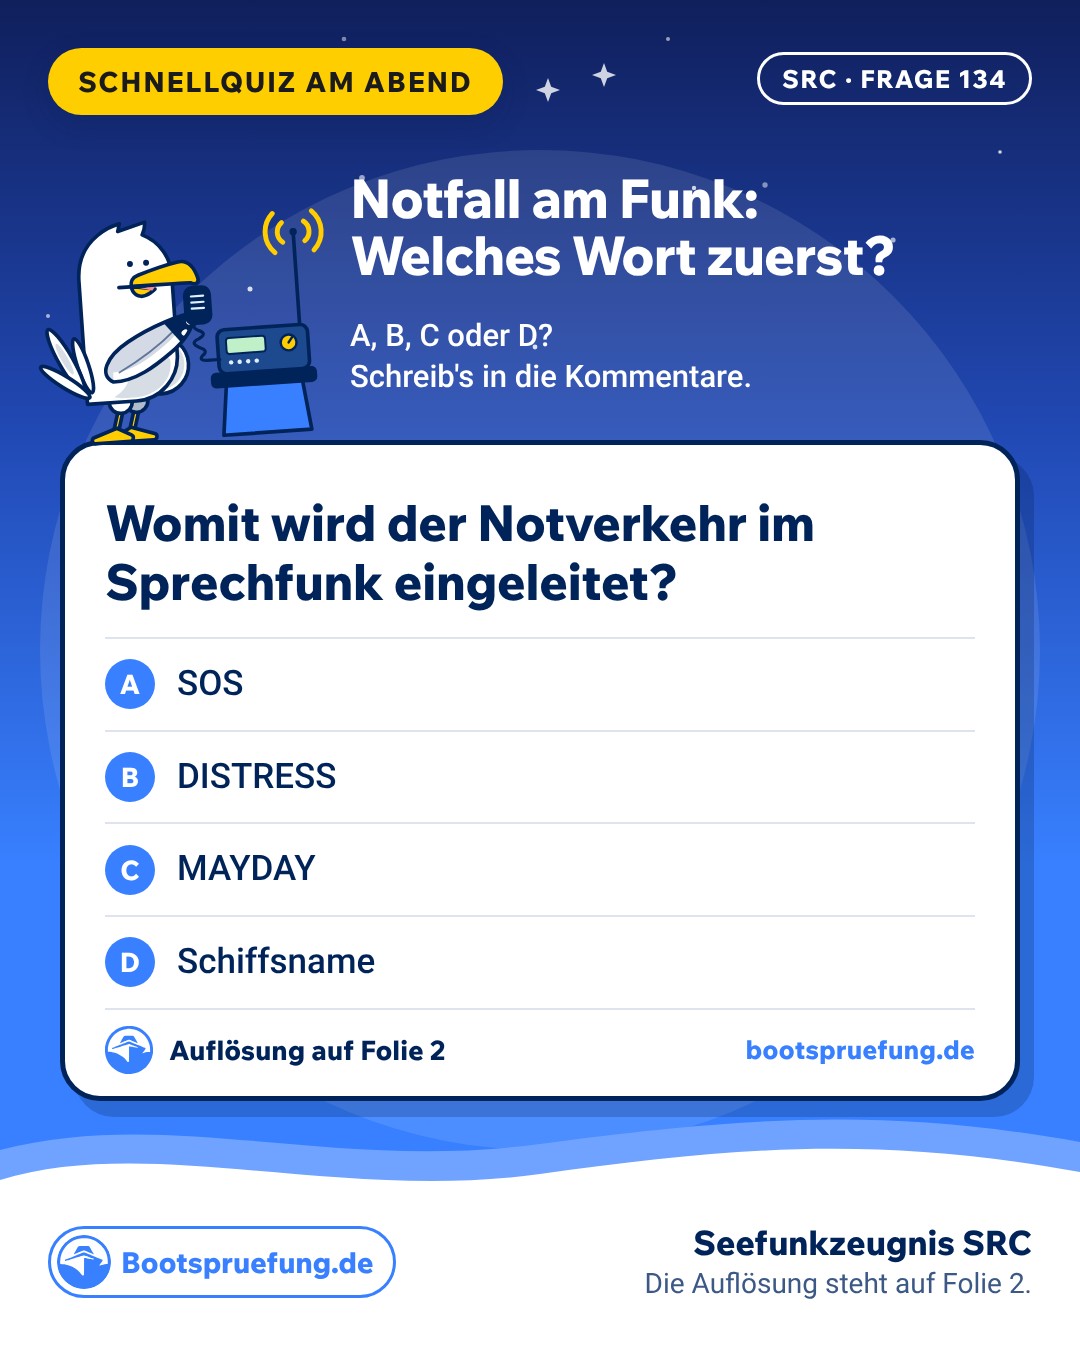 SCHNELLQUIZ AM ABEND
SRC · FRAGE 134
Notfall am Funk:
Welches Wort zuerst?
A, B, C oder D?
Schreib's in die Kommentare.
Womit wird der Notverkehr im
Sprechfunk eingeleitet?
A SOS
B DISTRESS
C MAYDAY
D Schiffsname
Auflösung auf Folie 2
bootspruefung.de
Bootspruefung.de
Seefunkzeugnis SRC
Die Auflösung steht auf Folie 2.